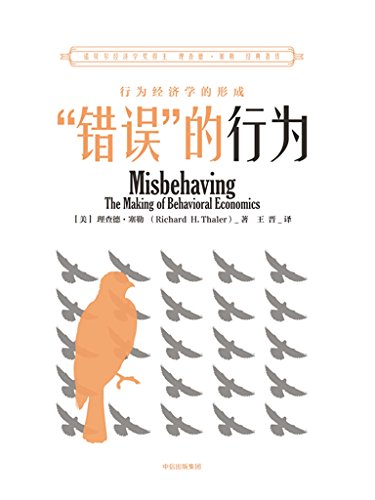 诺贝尔经济学奖得主 理查德·塞勒 经典著作
行为经济学的形成
“错误”的行为
Misbehaving
The Making of Behavioral Economics
[美] 理查德·塞勒 (Richard H. Thaler)_著 王晋_译
中信出版集团